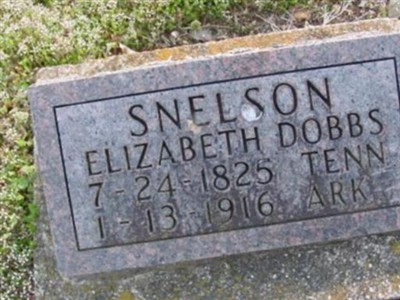 SNELSON
ELIZABETH DOBBS
7-24-1825 TENN
1-13-1916 ARK